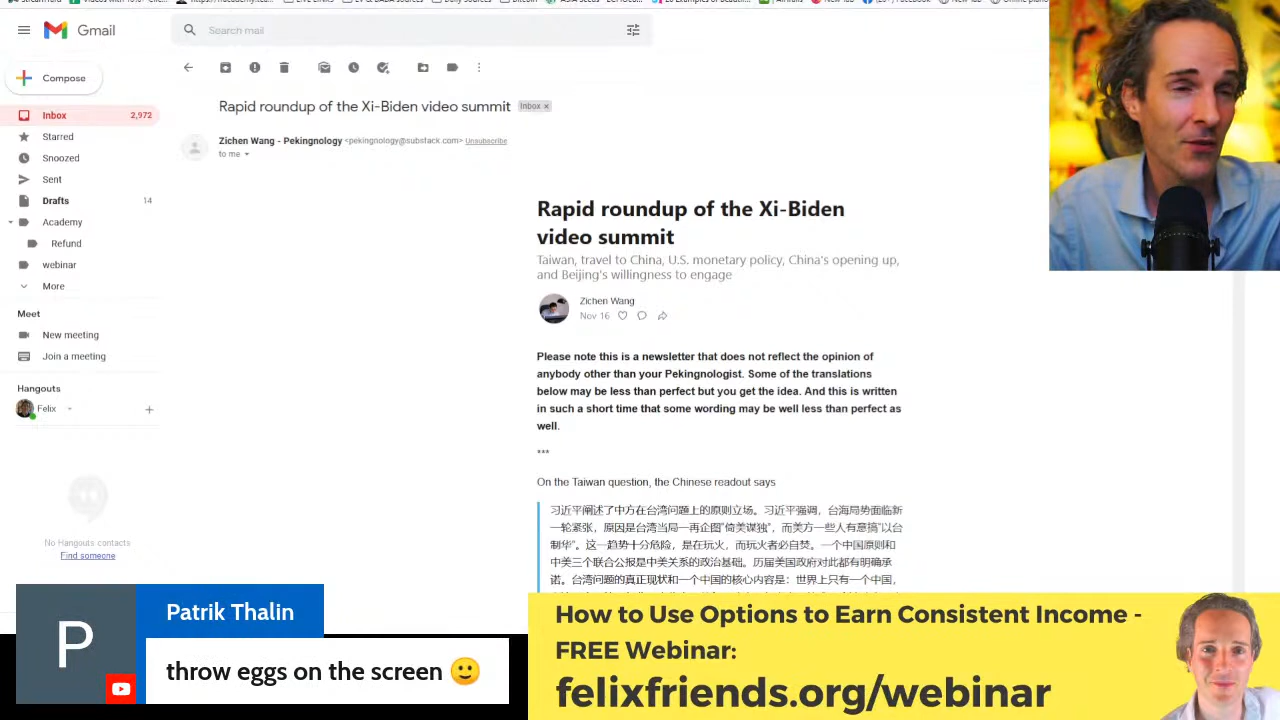 Gmail
Search mail
Compose
Inbox 2,972
Starred
Snoozed
Sent
Drafts 14
Academy
Refund
webinar
More
Meet
New meeting
Join a meeting
Hangouts
Felix
No Hangouts contacts
Find someone
Rapid roundup of the Xi-Biden video summit Inbox x
Zichen Wang - Pekingnology <pekingnology@substack.com> Unsubscribe
to me
Rapid roundup of the Xi-Biden
video summit
Taiwan, travel to China, U.S. monetary policy, China's opening up,
and Beijing's willingness to engage
Zichen Wang
Nov 16
Please note this is a newsletter that does not reflect the opinion of
anybody other than your Pekingnologist. Some of the translations
below may be less than perfect but you get the idea. And this is written
in such a short time that some wording may be well less than perfect as
well.
***
On the Taiwan question, the Chinese readout says
习近平阐述了中方在台湾问题上的原则立场。习近平强调，台海局势面临新
一轮紧张，原因是台湾当局一再企图“倚美谋独”，而美方一些人有意搞“以台
制华”。这一趋势十分危险，是在玩火，而玩火者必自焚。一个中国原则和
中美三个联合公报是中美关系的政治基础。历届美国政府对此都有明确承
诺。台湾问题的真正现状和一个中国的核心内容是：世界上只有一个中国，
P
Patrik Thalin
throw eggs on the screen 🙂
How to Use Options to Earn Consistent Income -
FREE Webinar:
felixfriends.org/webinar